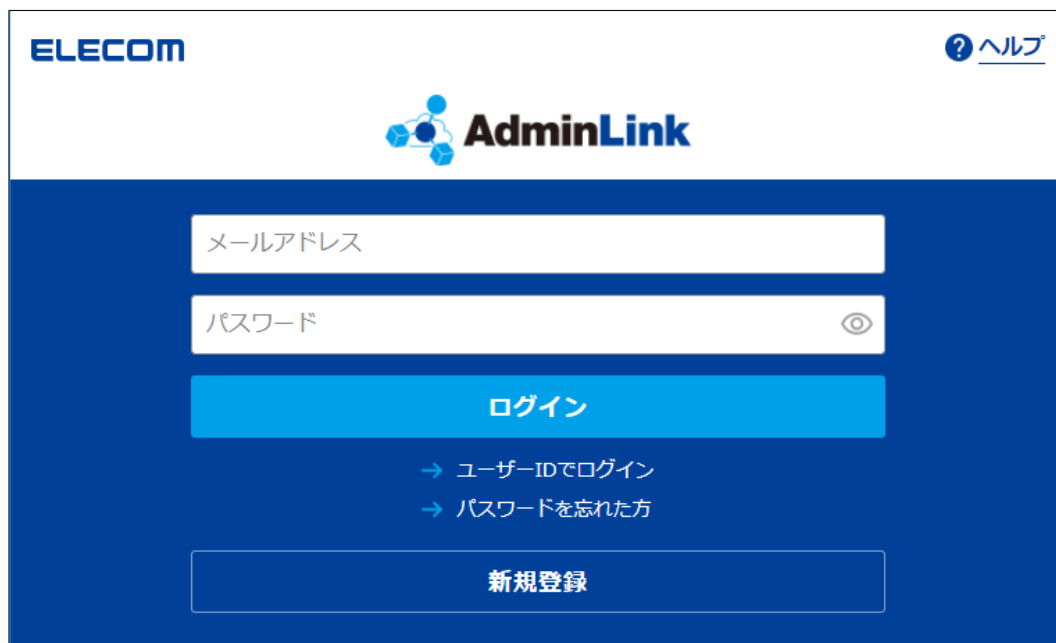 ELECOM
ヘルプ
AdminLink
メールアドレス
パスワード
ログイン
→ ユーザーIDでログイン
→ パスワードを忘れた方
新規登録